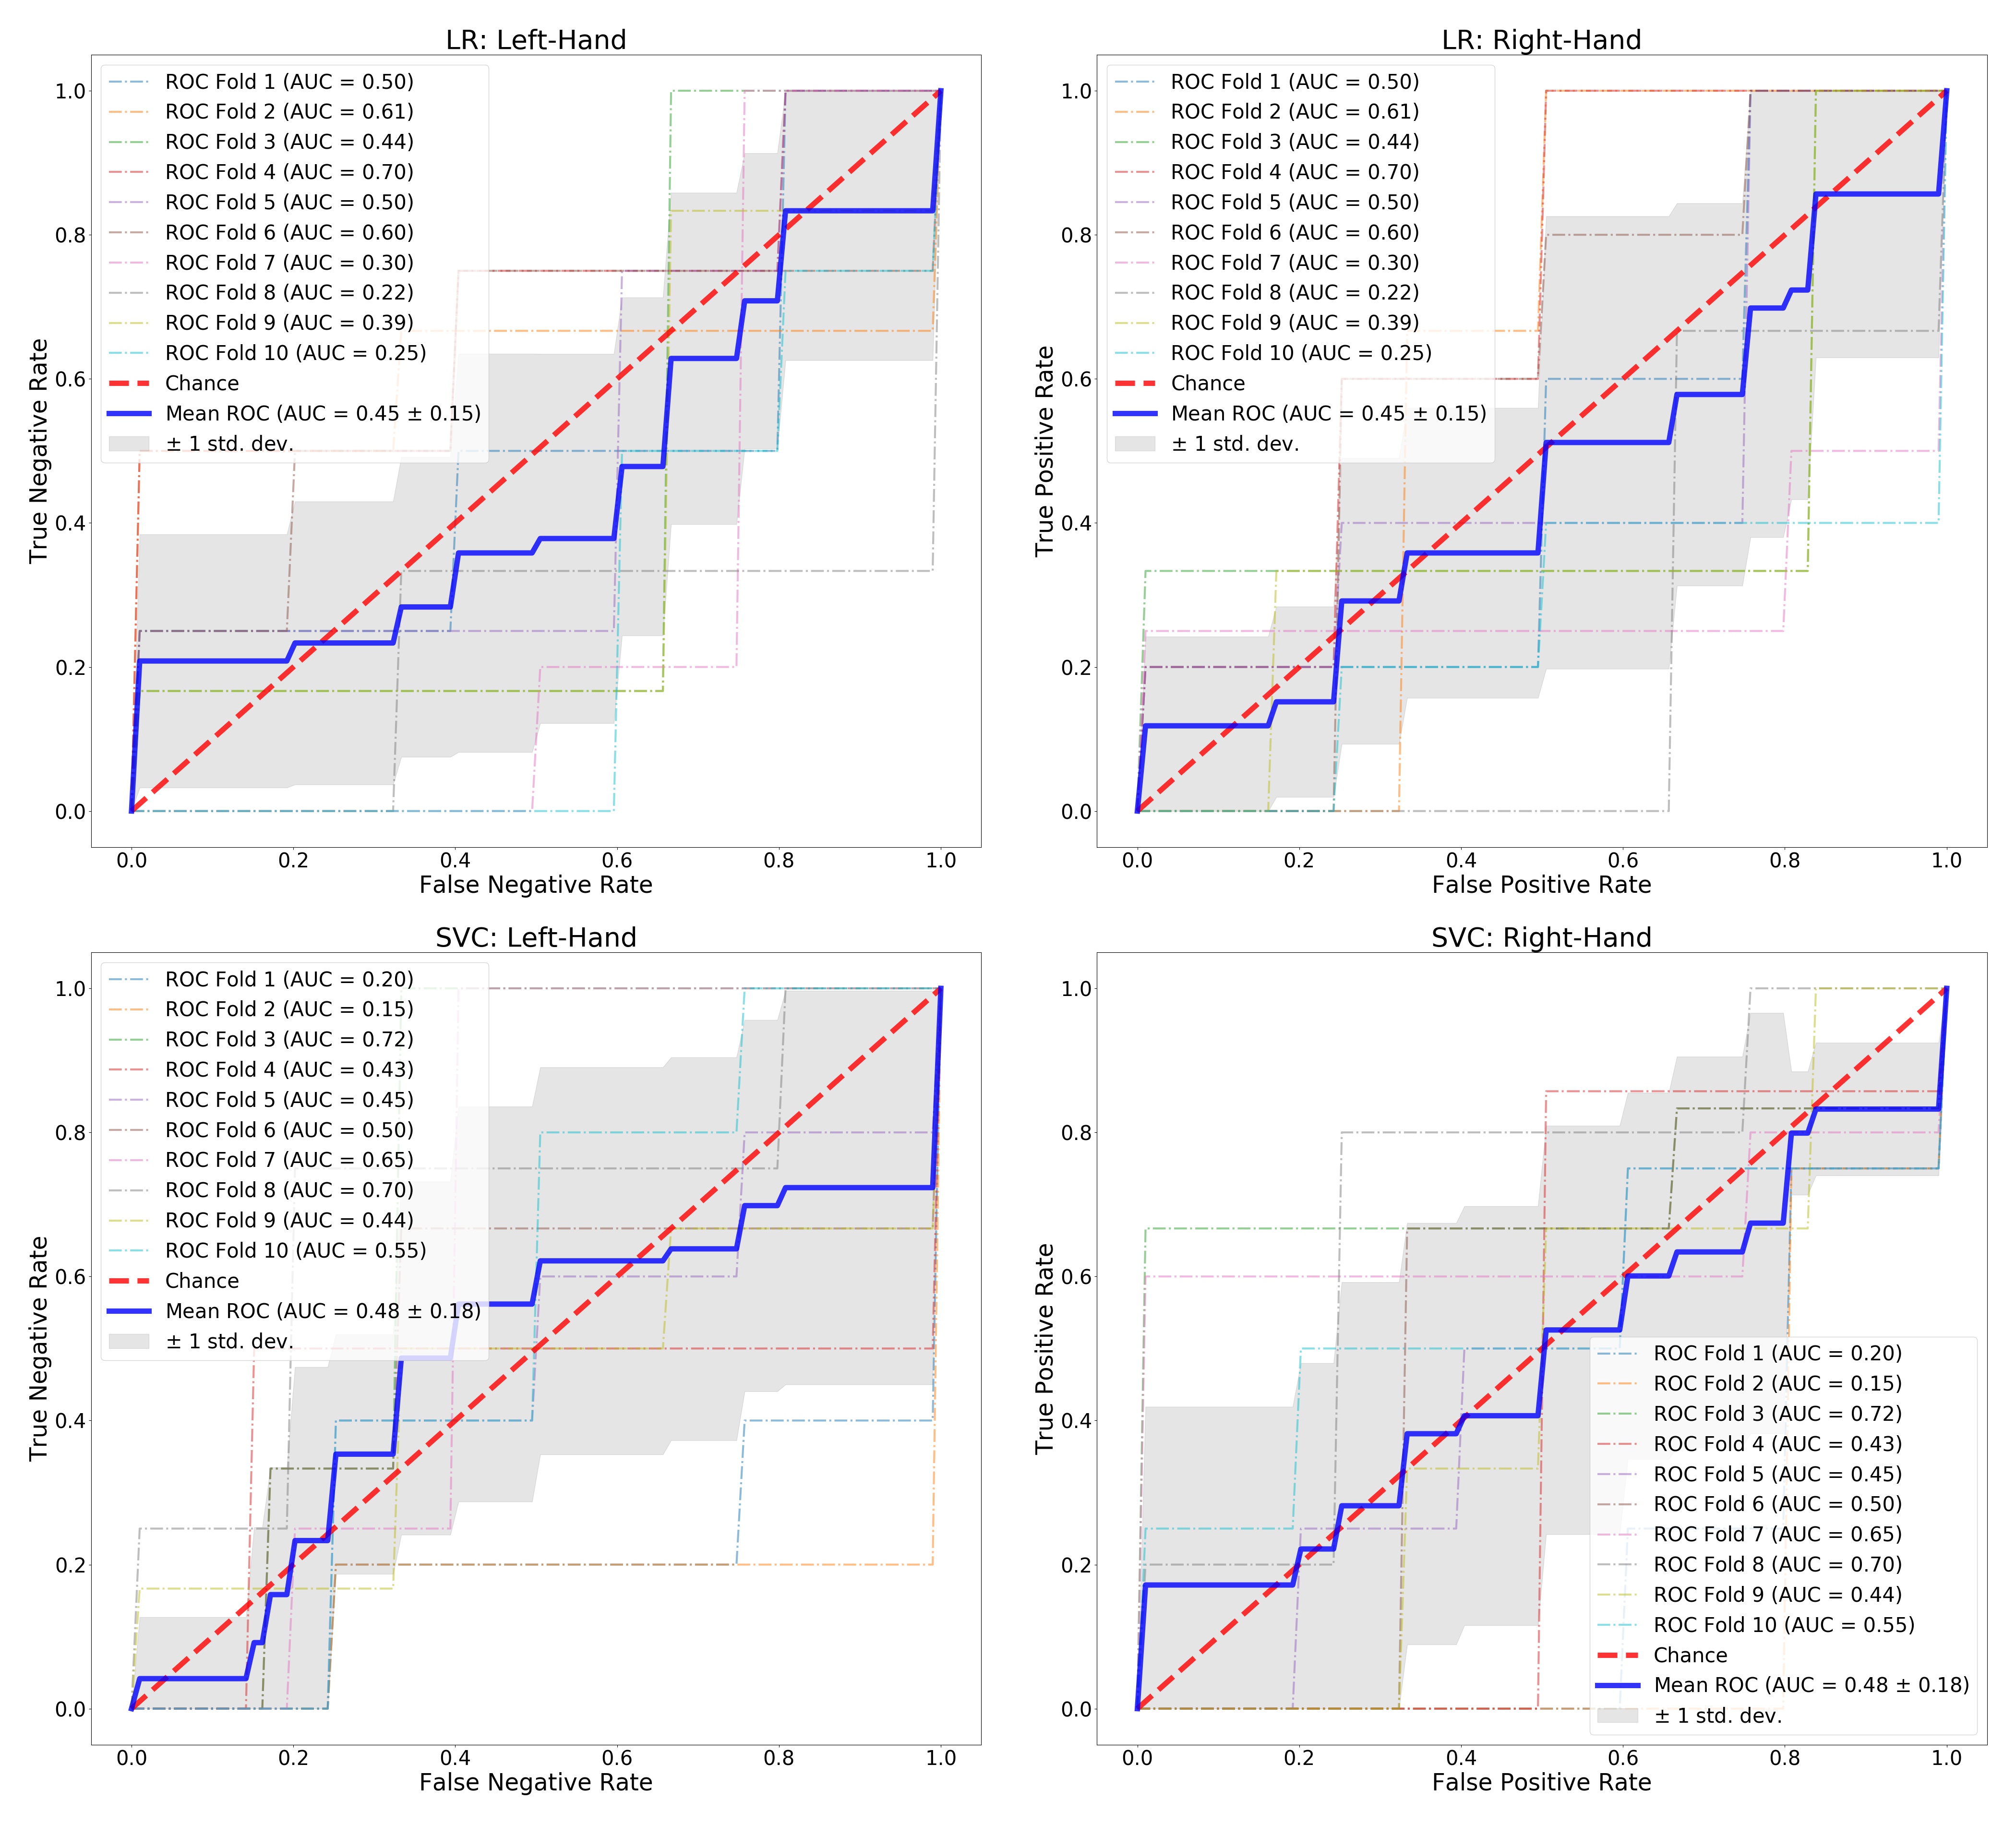 LR: Left-Hand
True Negative Rate
1.0
0.8
0.6
0.4
0.2
0.0
ROC Fold 1 (AUC = 0.50)
ROC Fold 2 (AUC = 0.61)
ROC Fold 3 (AUC = 0.44)
ROC Fold 4 (AUC = 0.70)
ROC Fold 5 (AUC = 0.50)
ROC Fold 6 (AUC = 0.60)
ROC Fold 7 (AUC = 0.30)
ROC Fold 8 (AUC = 0.22)
ROC Fold 9 (AUC = 0.39)
ROC Fold 10 (AUC = 0.25)
Chance
Mean ROC (AUC = 0.45 ± 0.15)
± 1 std. dev.
0.0 0.2 0.4 0.6 0.8 1.0
False Negative Rate
LR: Right-Hand
True Positive Rate
1.0
0.8
0.6
0.4
0.2
0.0
ROC Fold 1 (AUC = 0.50)
ROC Fold 2 (AUC = 0.61)
ROC Fold 3 (AUC = 0.44)
ROC Fold 4 (AUC = 0.70)
ROC Fold 5 (AUC = 0.50)
ROC Fold 6 (AUC = 0.60)
ROC Fold 7 (AUC = 0.30)
ROC Fold 8 (AUC = 0.22)
ROC Fold 9 (AUC = 0.39)
ROC Fold 10 (AUC = 0.25)
Chance
Mean ROC (AUC = 0.45 ± 0.15)
± 1 std. dev.
0.0 0.2 0.4 0.6 0.8 1.0
False Positive Rate
SVC: Left-Hand
True Negative Rate
1.0
0.8
0.6
0.4
0.2
0.0
ROC Fold 1 (AUC = 0.20)
ROC Fold 2 (AUC = 0.15)
ROC Fold 3 (AUC = 0.72)
ROC Fold 4 (AUC = 0.43)
ROC Fold 5 (AUC = 0.45)
ROC Fold 6 (AUC = 0.50)
ROC Fold 7 (AUC = 0.65)
ROC Fold 8 (AUC = 0.70)
ROC Fold 9 (AUC = 0.44)
ROC Fold 10 (AUC = 0.55)
Chance
Mean ROC (AUC = 0.48 ± 0.18)
± 1 std. dev.
0.0 0.2 0.4 0.6 0.8 1.0
False Negative Rate
SVC: Right-Hand
True Positive Rate
1.0
0.8
0.6
0.4
0.2
0.0
ROC Fold 1 (AUC = 0.20)
ROC Fold 2 (AUC = 0.15)
ROC Fold 3 (AUC = 0.72)
ROC Fold 4 (AUC = 0.43)
ROC Fold 5 (AUC = 0.45)
ROC Fold 6 (AUC = 0.50)
ROC Fold 7 (AUC = 0.65)
ROC Fold 8 (AUC = 0.70)
ROC Fold 9 (AUC = 0.44)
ROC Fold 10 (AUC = 0.55)
Chance
Mean ROC (AUC = 0.48 ± 0.18)
± 1 std. dev.
0.0 0.2 0.4 0.6 0.8 1.0
False Positive Rate